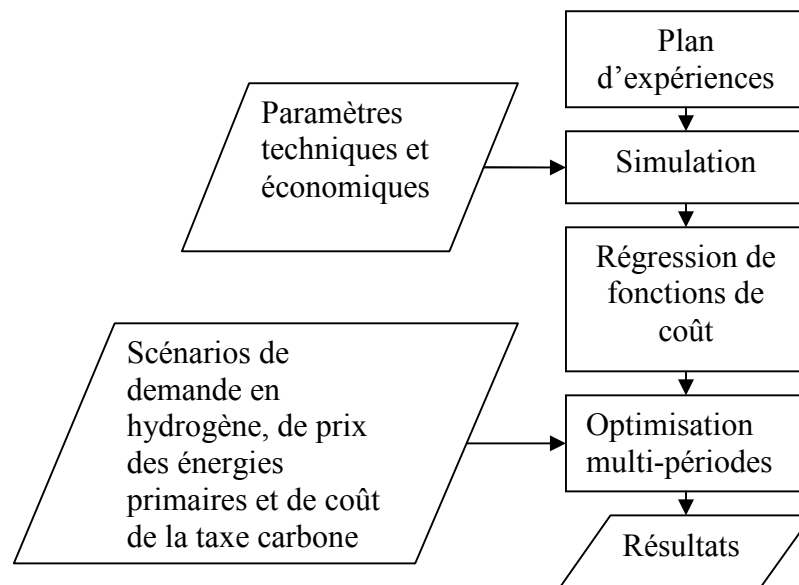 Plan
d’expériences
Paramètres
techniques et
économiques
Simulation
Régression de
fonctions de
coût
Scénarios de
demande en
hydrogène, de prix
des énergies
primaires et de coût
de la taxe carbone
Optimisation
multi-périodes
Résultats